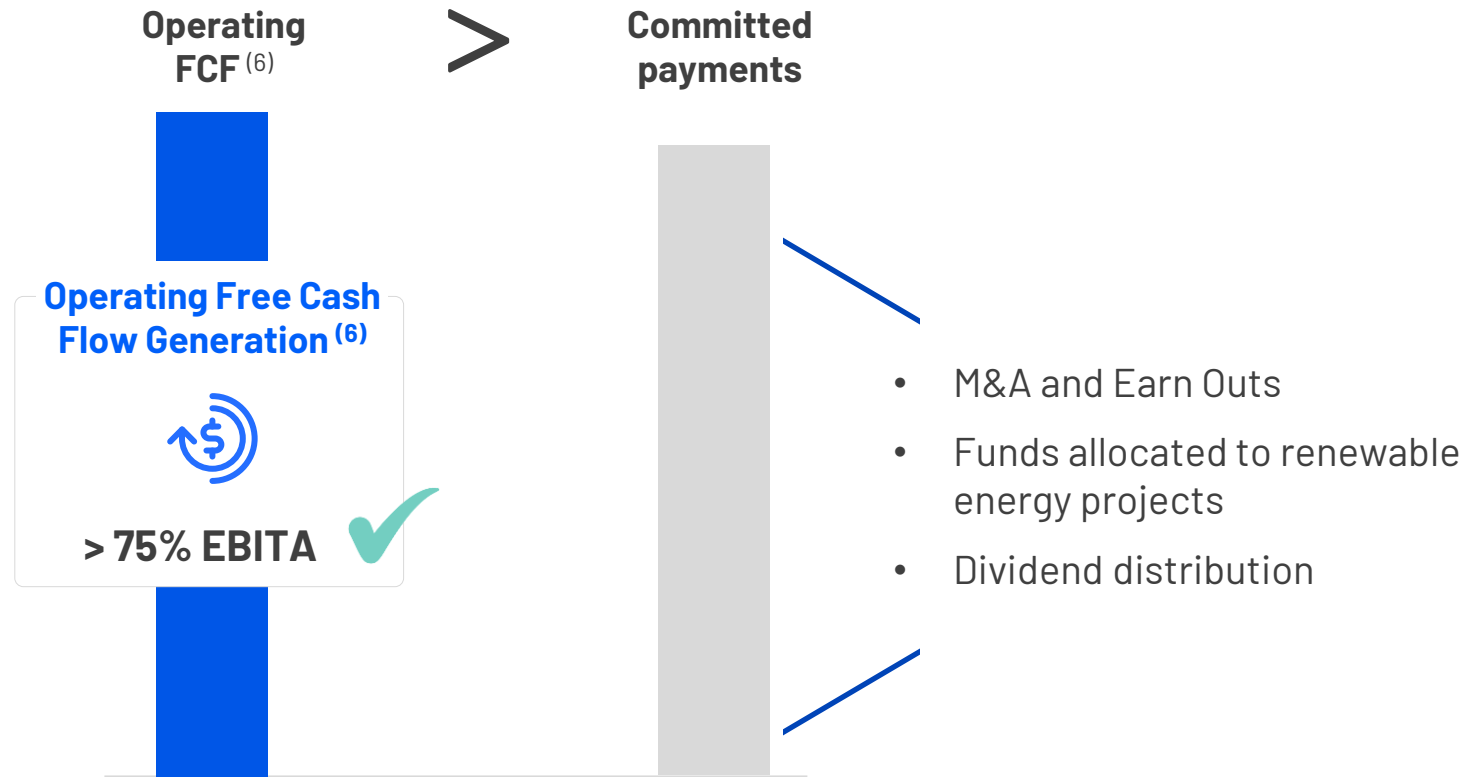 Operating
FCF (6)
>
Committed
payments
Operating Free Cash
Flow Generation (6)
$
> 75% EBITA
• M&A and Earn Outs
• Funds allocated to renewable
energy projects
• Dividend distribution